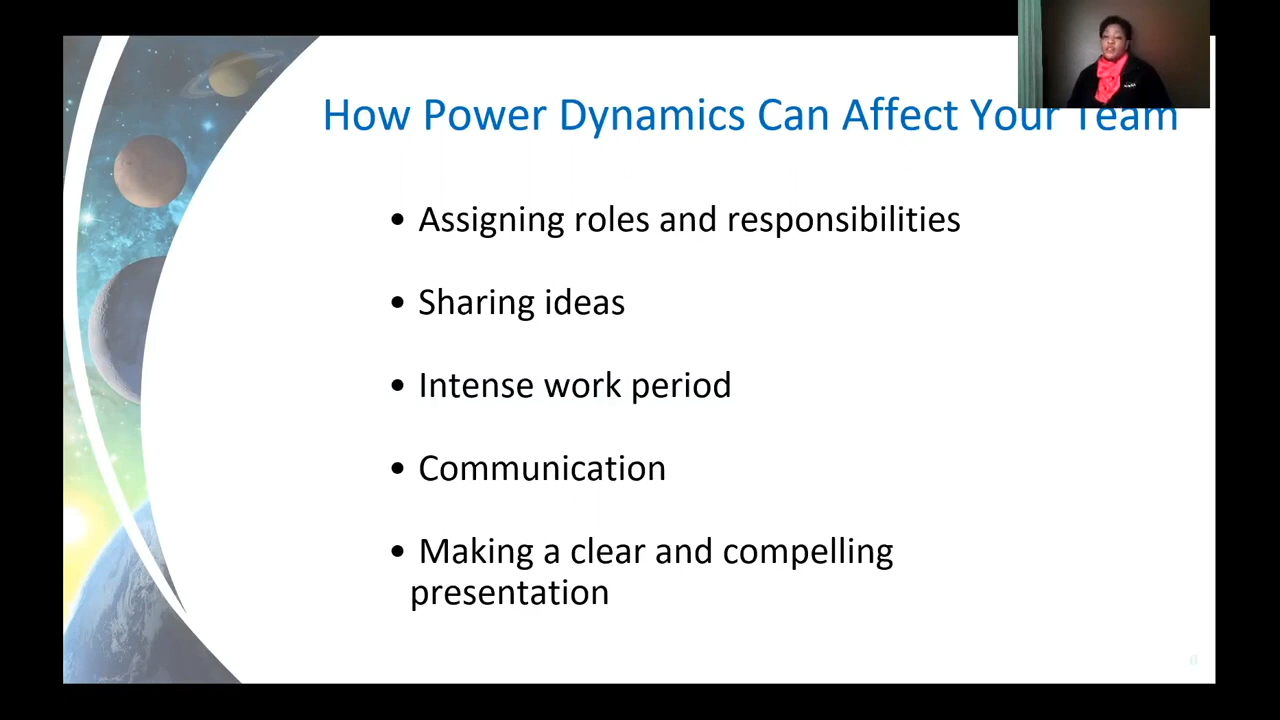 How Power Dynamics Can Affect Your Team
• Assigning roles and responsibilities
• Sharing ideas
• Intense work period
• Communication
• Making a clear and compelling
presentation